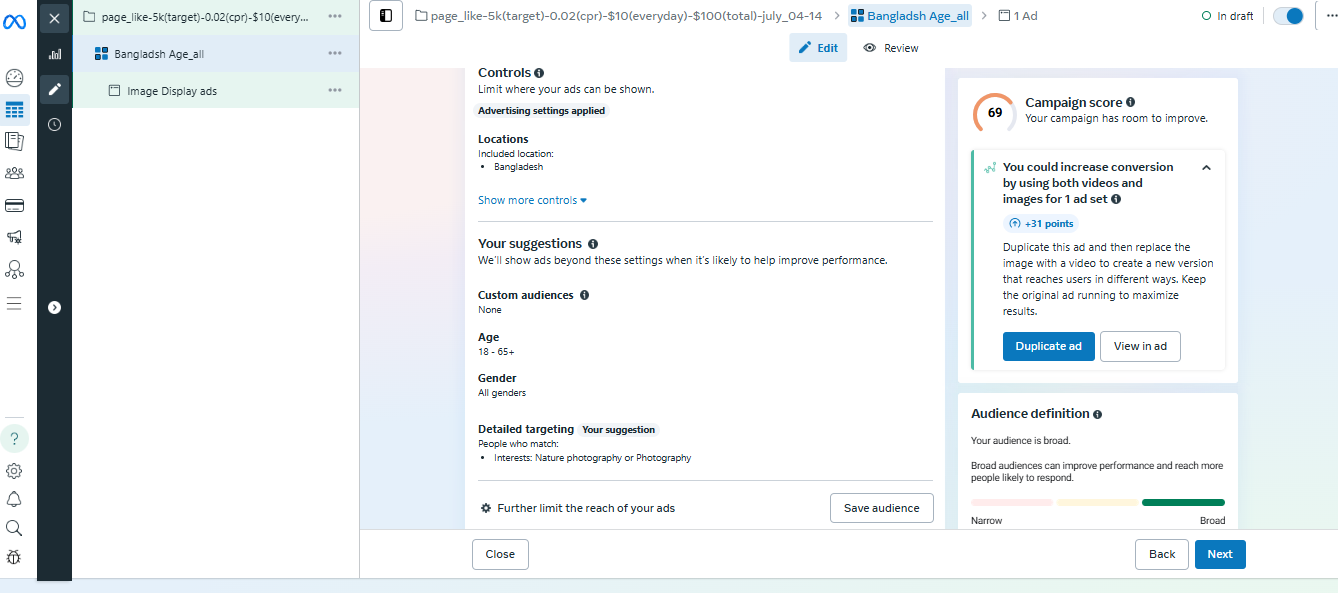 page_like-5k(target)-0.02(cpr)-$10(every...
Bangladsh Age_all
Image Display ads
page_like-5k(target)-0.02(cpr)-$10(everyday)-$100(total)-july_04-14
Bangladsh Age_all
1 Ad
In draft
Edit
Review
Controls
Limit where your ads can be shown.
Advertising settings applied
Locations
Included location:
• Bangladesh
Show more controls
Your suggestions
We'll show ads beyond these settings when it's likely to help improve performance.
Custom audiences
None
Age
18 - 65+
Gender
All genders
Detailed targeting Your suggestion
People who match:
• Interests: Nature photography or Photography
Further limit the reach of your ads
Save audience
Close
Back
Next
69
Campaign score
Your campaign has room to improve.
You could increase conversion
by using both videos and
images for 1 ad set
+31 points
Duplicate this ad and then replace the
image with a video to create a new version
that reaches users in different ways. Keep
the original ad running to maximize
results.
Duplicate ad
View in ad
Audience definition
Your audience is broad.
Broad audiences can improve performance and reach more
people likely to respond.
Narrow
Broad